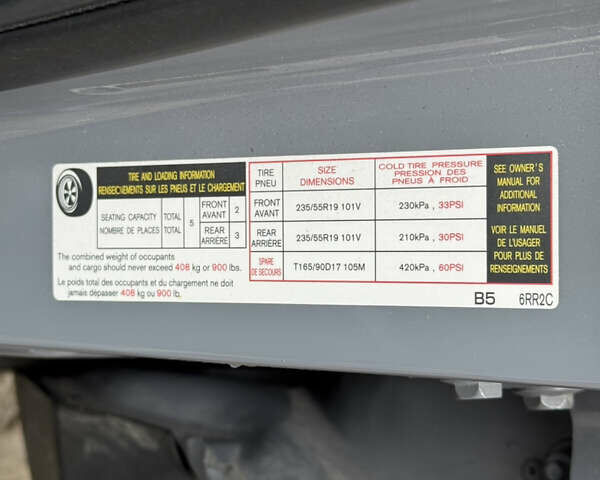 TIRE AND LOADING INFORMATION
RENSEIGNEMENTS SUR LES PNEUS ET LE CHARGEMENT
SEATING CAPACITY TOTAL 5 FRONT AVANT 2
NOMBRE DE PLACES TOTAL REAR ARRIÈRE 3
The combined weight of occupants
and cargo should never exceed 408 kg or 900 lbs.
Le poids total des occupants et du chargement ne doit
jamais dépasser 408 kg ou 900 lb.
TIRE PNEU SIZE DIMENSIONS COLD TIRE PRESSURE PRESSION DES PNEUS À FROID
FRONT AVANT 235/55R19 101V 230kPa , 33PSI
REAR ARRIÈRE 235/55R19 101V 210kPa , 30PSI
SPARE DE SECOURS T165/90D17 105M 420kPa , 60PSI
SEE OWNER'S
MANUAL FOR
ADDITIONAL
INFORMATION
VOIR LE MANUEL
DE L'USAGER
POUR PLUS DE
RENSEIGNEMENTS
B5 6RR2C